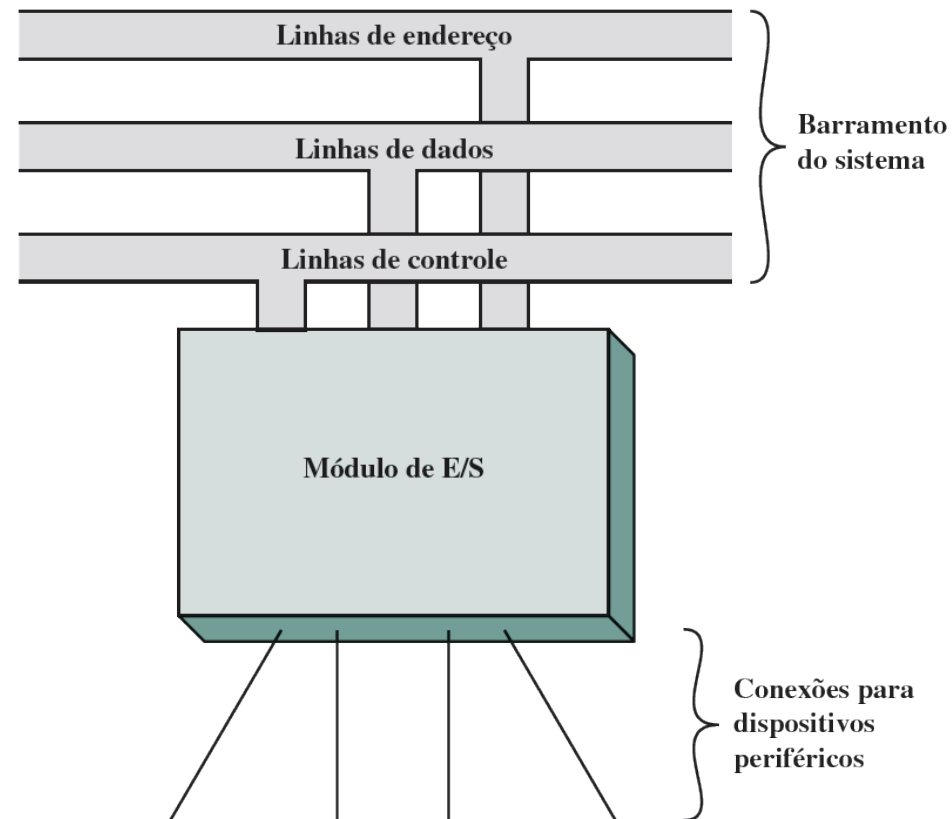 Linhas de endereço
Linhas de dados
Linhas de controle
Barramento
do sistema
Módulo de E/S
Conexões para
dispositivos
periféricos